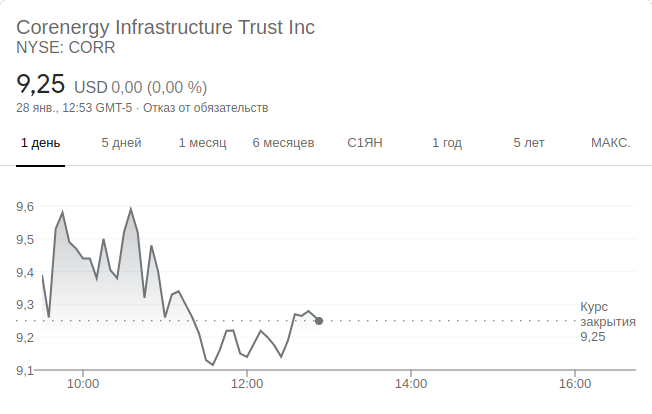 Corenergy Infrastructure Trust Inc
NYSE: CORR
9,25 USD 0,00 (0,00 %)
28 янв., 12:53 GMT-5 · Отказ от обязательств
1 день 5 дней 1 месяц 6 месяцев С1ЯН 1 год 5 лет МАКС.
9,6
9,5
9,4
9,3
9,2
9,1
Курс
закрытия
9,25
10:00 12:00 14:00 16:00